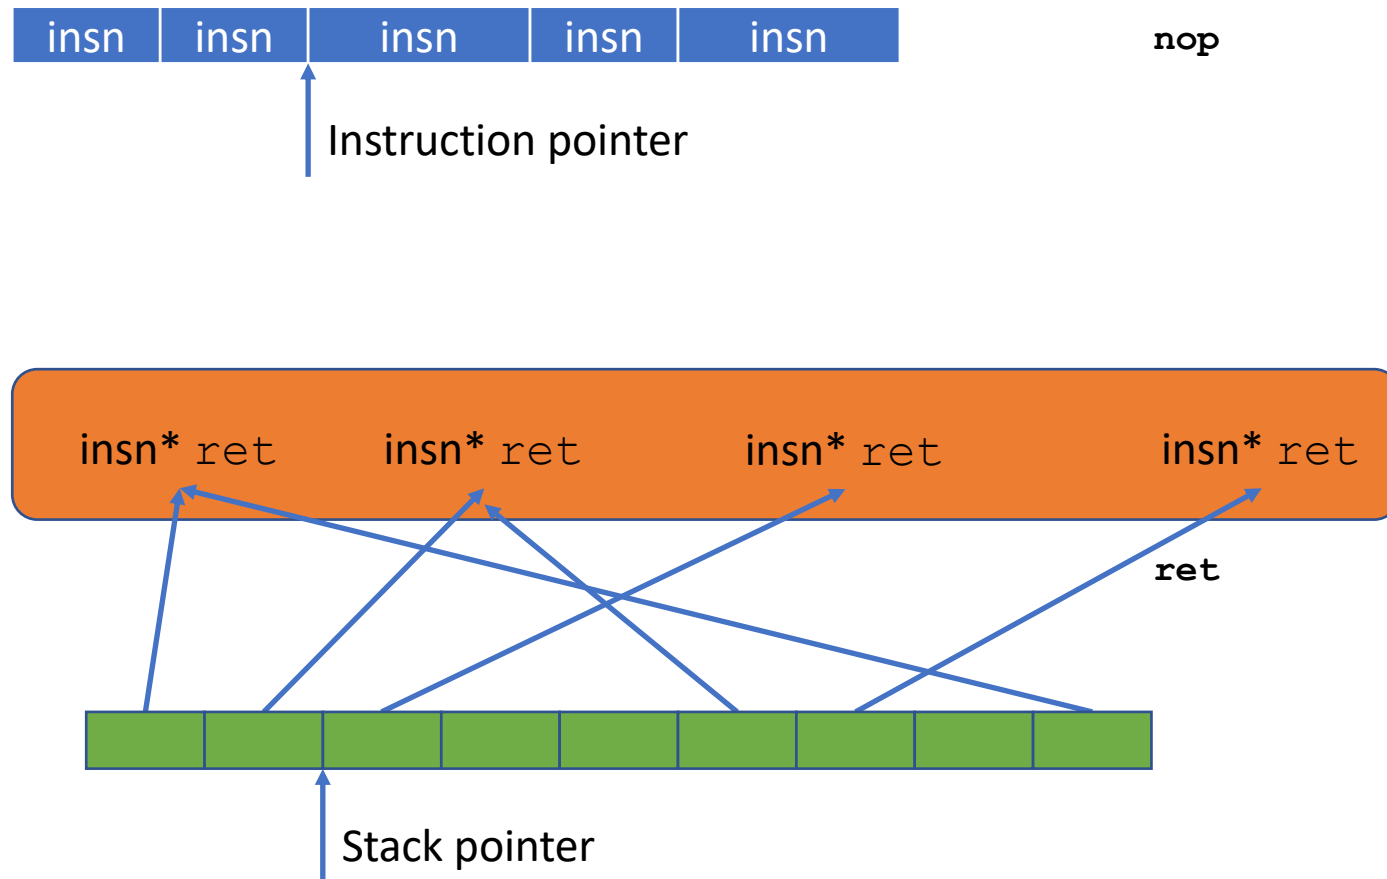 insn insn insn insn insn nop
Instruction pointer
insn* ret insn* ret insn* ret insn* ret
ret
Stack pointer